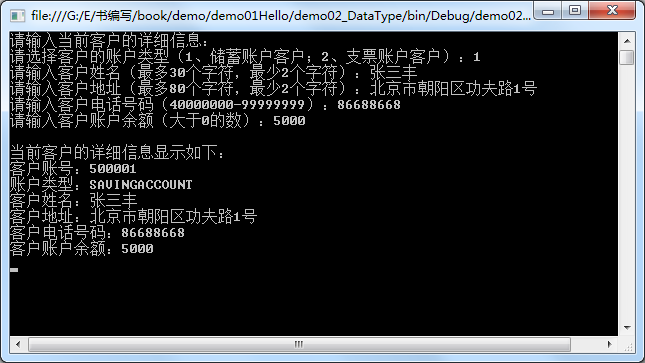 file:///G:/E/书编写/book/demo/demo01Hello/demo02_DataType/bin/Debug/demo02...
请输入当前客户的详细信息：
请选择客户的账户类型（1、储蓄账户客户；2、支票账户客户）：1
请输入客户姓名（最多30个字符，最少2个字符）：张三丰
请输入客户地址（最多80个字符，最少2个字符）：北京市朝阳区功夫路1号
请输入客户电话号码（40000000-99999999）：86688668
请输入客户账户余额（大于0的数）：5000
当前客户的详细信息显示如下：
客户账号：500001
账户类型：SAVINGACCOUNT
客户姓名：张三丰
客户地址：北京市朝阳区功夫路1号
客户电话号码：86688668
客户账户余额：5000